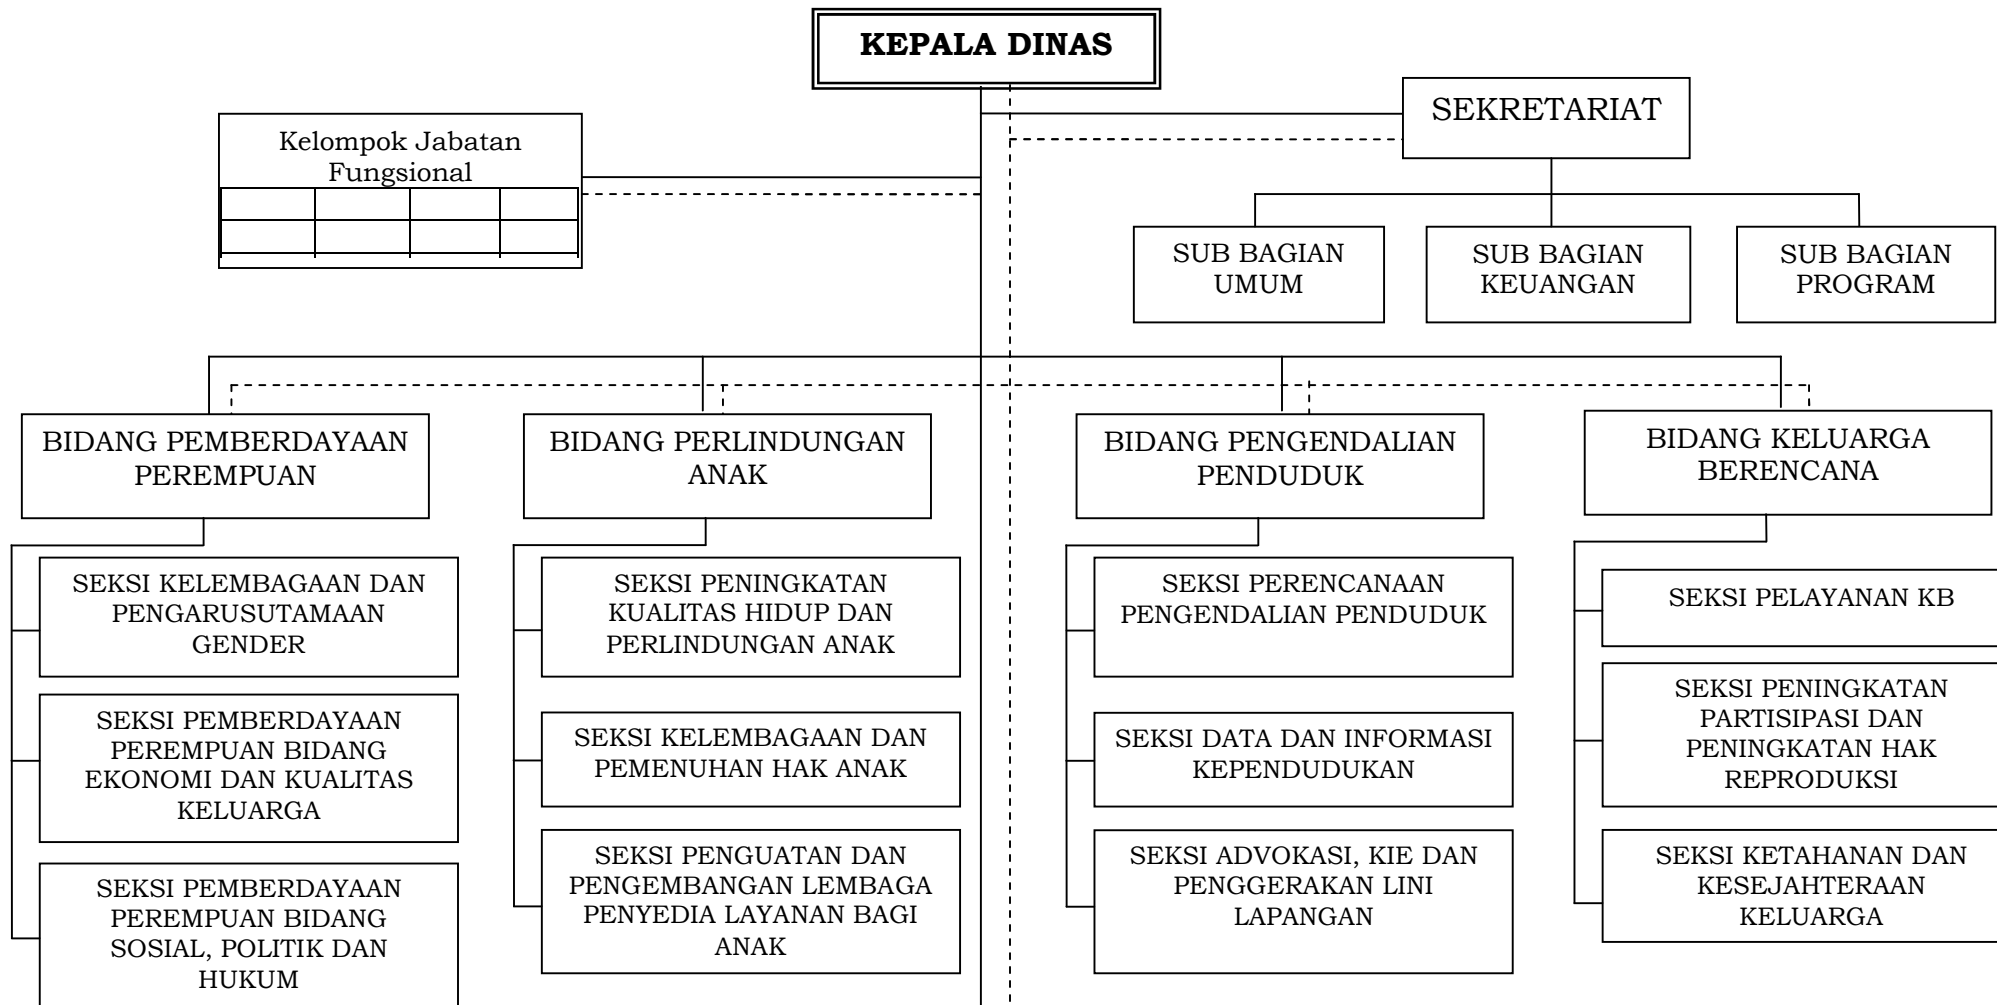 KEPALA DINAS
SEKRETARIAT
Kelompok Jabatan
Fungsional
SUB BAGIAN
UMUM
SUB BAGIAN
KEUANGAN
SUB BAGIAN
PROGRAM
BIDANG PEMBERDAYAAN
PEREMPUAN
BIDANG PERLINDUNGAN
ANAK
BIDANG PENGENDALIAN
PENDUDUK
BIDANG KELUARGA
BERENCANA
SEKSI KELEMBAGAAN DAN
PENGARUSUTAMAAN
GENDER
SEKSI PEMBERDAYAAN
PEREMPUAN BIDANG
EKONOMI DAN KUALITAS
KELUARGA
SEKSI PEMBERDAYAAN
PEREMPUAN BIDANG
SOSIAL, POLITIK DAN
HUKUM
SEKSI PENINGKATAN
KUALITAS HIDUP DAN
PERLINDUNGAN ANAK
SEKSI KELEMBAGAAN DAN
PEMENUHAN HAK ANAK
SEKSI PENGUATAN DAN
PENGEMBANGAN LEMBAGA
PENYEDIA LAYANAN BAGI
ANAK
SEKSI PERENCANAAN
PENGENDALIAN PENDUDUK
SEKSI DATA DAN INFORMASI
KEPENDUDUKAN
SEKSI ADVOKASI, KIE DAN
PENGGERAKAN LINI
LAPANGAN
SEKSI PELAYANAN KB
SEKSI PENINGKATAN
PARTISIPASI DAN
PENINGKATAN HAK
REPRODUKSI
SEKSI KETAHANAN DAN
KESEJAHTERAAN
KELUARGA